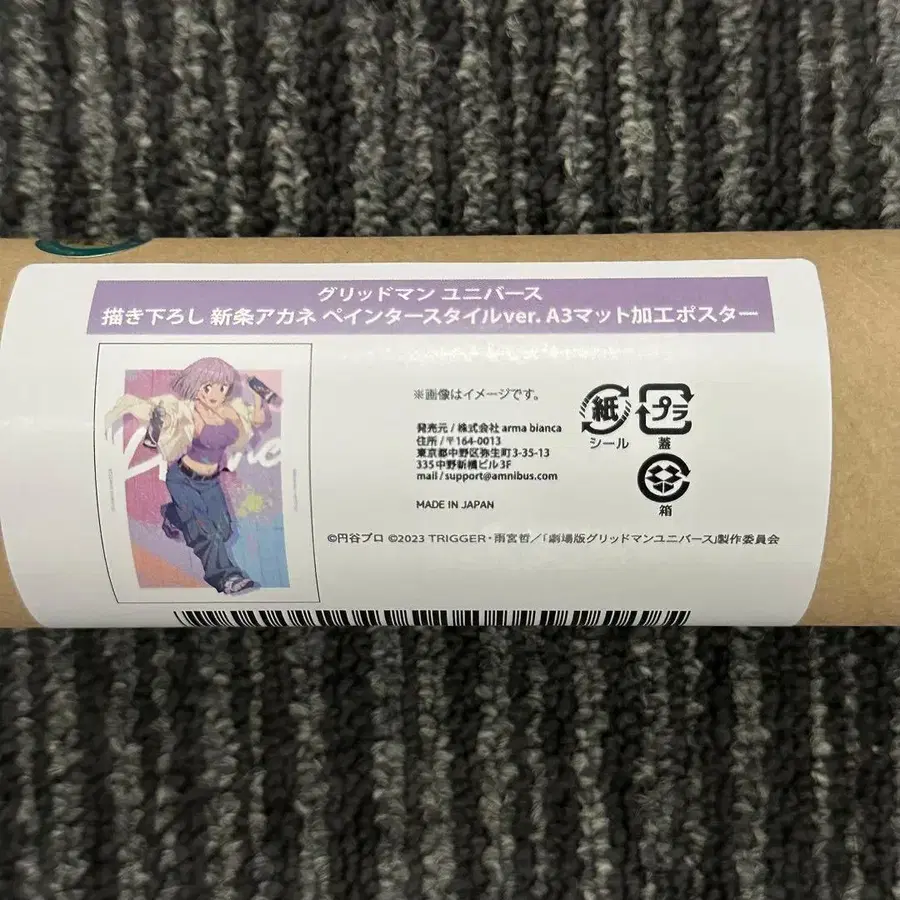 グリッドマン ユニバース
描き下ろし 新条アカネ ペインタースタイルver. A3マット加工ポスター
※画像はイメージです。
発売元 / 株式会社 arma bianca
住所 / 〒164-0013
東京都中野区弥生町3-35-13
335中野新橋ビル3F
mail / support@amnibus.com
MADE IN JAPAN
紙
シール
プラ
蓋
箱
©円谷プロ ©2023 TRIGGER・雨宮哲／「劇場版グリッドマンユニバース」製作委員会